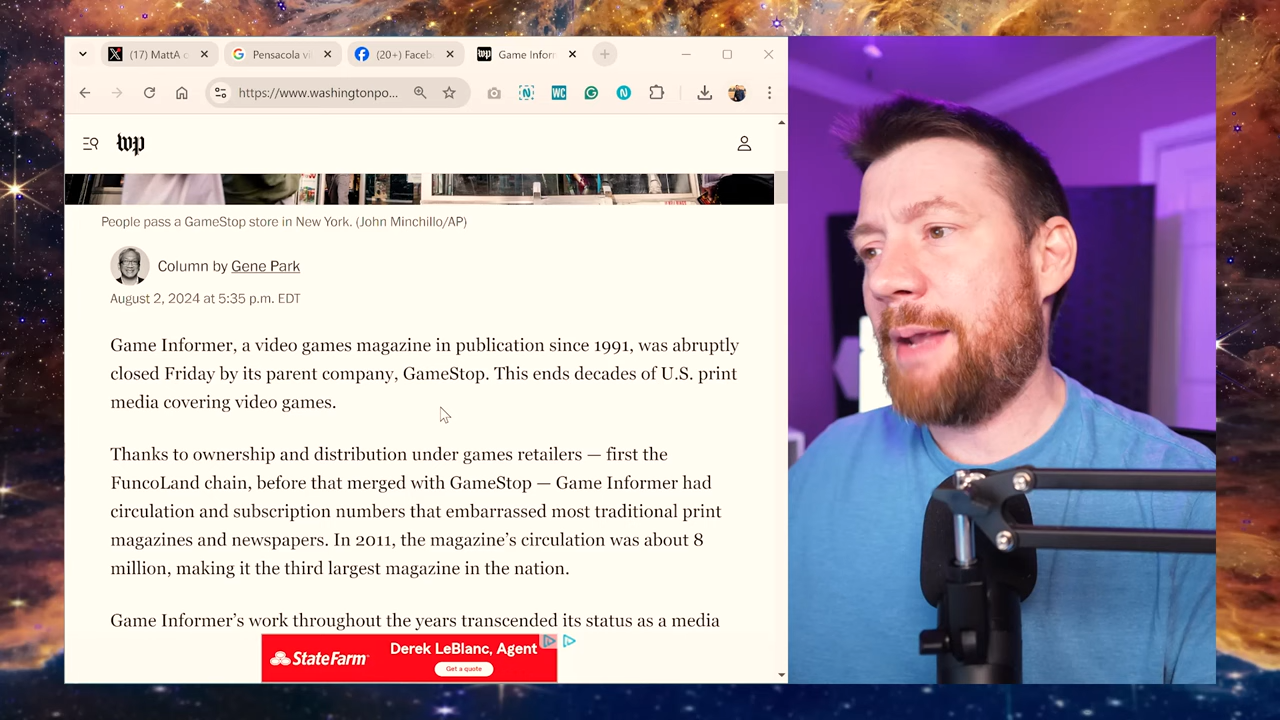 (17) MattA
Pensacola vi
(20+) Faceb
wp
Game Infor
https://www.washingtonpo...
N
WC
G
N
wp
People pass a GameStop store in New York. (John Minchillo/AP)
Column by Gene Park
August 2, 2024 at 5:35 p.m. EDT
Game Informer, a video games magazine in publication since 1991, was abruptly
closed Friday by its parent company, GameStop. This ends decades of U.S. print
media covering video games.
Thanks to ownership and distribution under games retailers — first the
FuncoLand chain, before that merged with GameStop — Game Informer had
circulation and subscription numbers that embarrassed most traditional print
magazines and newspapers. In 2011, the magazine's circulation was about 8
million, making it the third largest magazine in the nation.
Game Informer's work throughout the years transcended its status as a media
StateFarm™
Derek LeBlanc, Agent
Get a quote